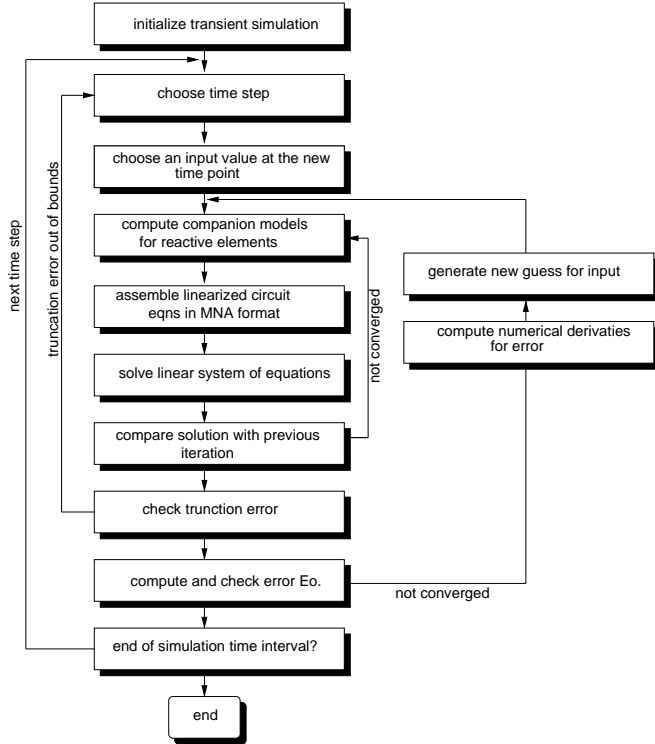 initialize transient simulation
choose time step
choose an input value at the new
time point
compute companion models
for reactive elements
assemble linearized circuit
eqns in MNA format
solve linear system of equations
compare solution with previous
iteration
check trunction error
compute and check error Eo.
end of simulation time interval?
end
next time step
truncation error out of bounds
not converged
generate new guess for input
compute numerical derivaties
for error
not converged